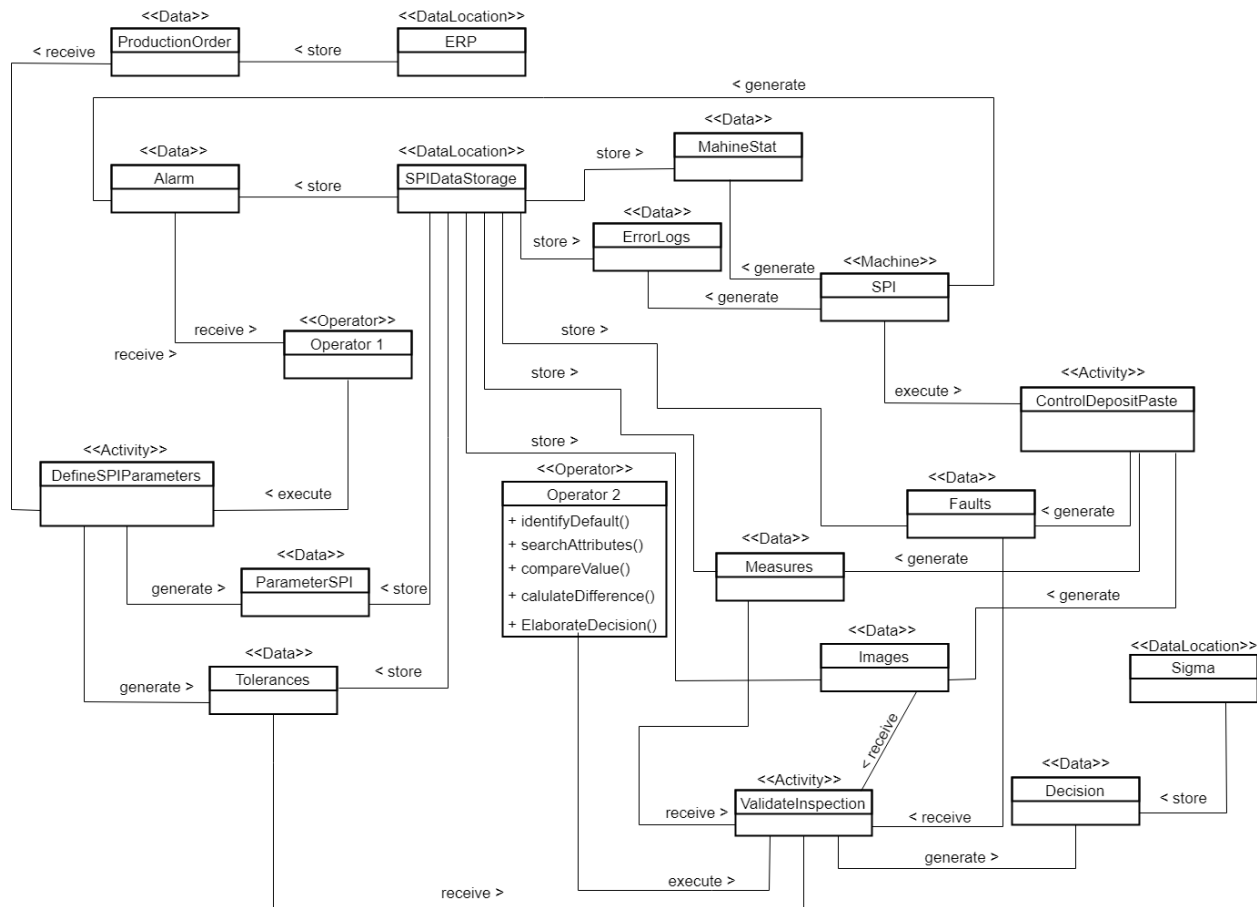 <<Data>>
ProductionOrder
< receive
< store
<<DataLocation>>
ERP
< generate
<<Data>>
Alarm
< store
<<DataLocation>>
SPIDataStorage
store >
<<Data>>
MahineStat
store >
<<Data>>
ErrorLogs
< generate
< generate
<<Machine>>
SPI
receive >
receive >
<<Operator>>
Operator 1
store >
store >
store >
execute >
<<Activity>>
ControlDepositPaste
<<Activity>>
DefineSPIParameters
< execute
<<Operator>>
Operator 2
+ identifyDefault()
+ searchAttributes()
+ compareValue()
+ calulateDifference()
+ ElaborateDecision()
<<Data>>
Faults
< generate
<<Data>>
Measures
< generate
generate >
<<Data>>
ParameterSPI
< store
< generate
<<Data>>
Images
<<DataLocation>>
Sigma
generate >
<<Data>>
Tolerances
< store
< receive
<<Activity>>
ValidateInspection
receive >
< receive
<<Data>>
Decision
< store
generate >
execute >
receive >